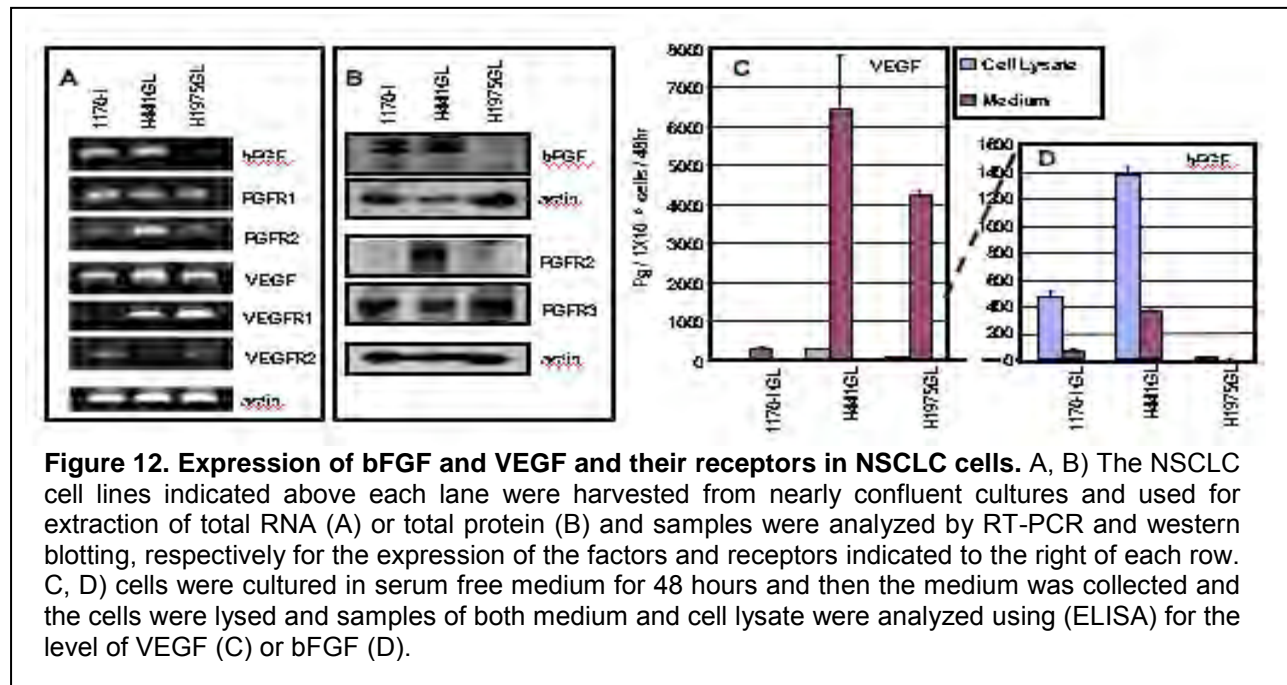 A
1170-I
H441GL
H1975GL
bFGF
FGFR1
FGFR2
VEGF
VEGFR1
VEGFR2
actin
B
1170-I
H441GL
H1975GL
bFGF
actin
FGFR2
FGFR3
actin
C
VEGF
Pg / 1X10⁻⁶ cells / 48hr
8000
7000
6000
5000
4000
3000
2000
1000
0
1170-IGL
H441GL
H1975GL
Cell Lysate
Medium
D
bFGF
1600
1400
1200
1000
800
600
400
200
0
1170-IGL
H441GL
H1975GL
Figure 12. Expression of bFGF and VEGF and their receptors in NSCLC cells. A, B) The NSCLC
cell lines indicated above each lane were harvested from nearly confluent cultures and used for
extraction of total RNA (A) or total protein (B) and samples were analyzed by RT-PCR and western
blotting, respectively for the expression of the factors and receptors indicated to the right of each row.
C, D) cells were cultured in serum free medium for 48 hours and then the medium was collected and
the cells were lysed and samples of both medium and cell lysate were analyzed using (ELISA) for the
level of VEGF (C) or bFGF (D).